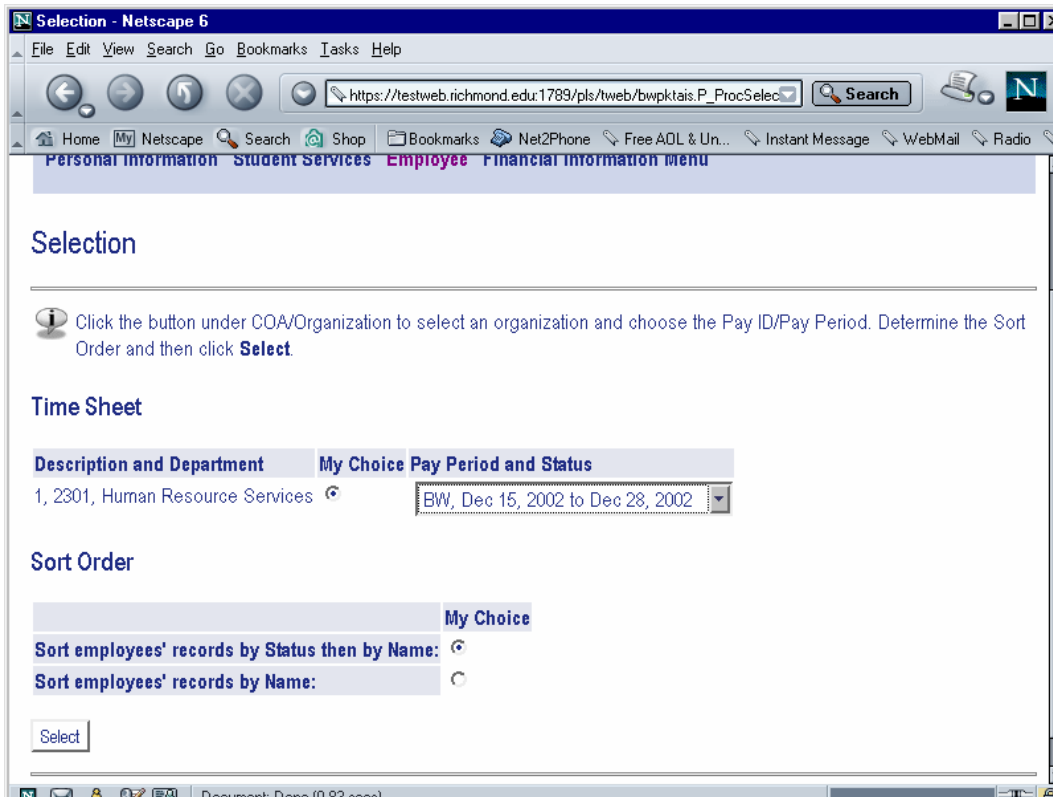 Selection - Netscape 6
File Edit View Search Go Bookmarks Tasks Help
https://testweb.richmond.edu:1789/pls/tweb/bwpktais.P_ProcSelec Search N
Home My Netscape Search Shop Bookmarks Net2Phone Free AOL & Un... Instant Message WebMail Radio
Personal Information Student Services Employee Financial Information Menu
Selection
Click the button under COA/Organization to select an organization and choose the Pay ID/Pay Period. Determine the Sort
Order and then click Select.
Time Sheet
Description and Department My Choice Pay Period and Status
1, 2301, Human Resource Services BW, Dec 15, 2002 to Dec 28, 2002
Sort Order
My Choice
Sort employees' records by Status then by Name:
Sort employees' records by Name:
Select
Document: Done (0.93 secs)